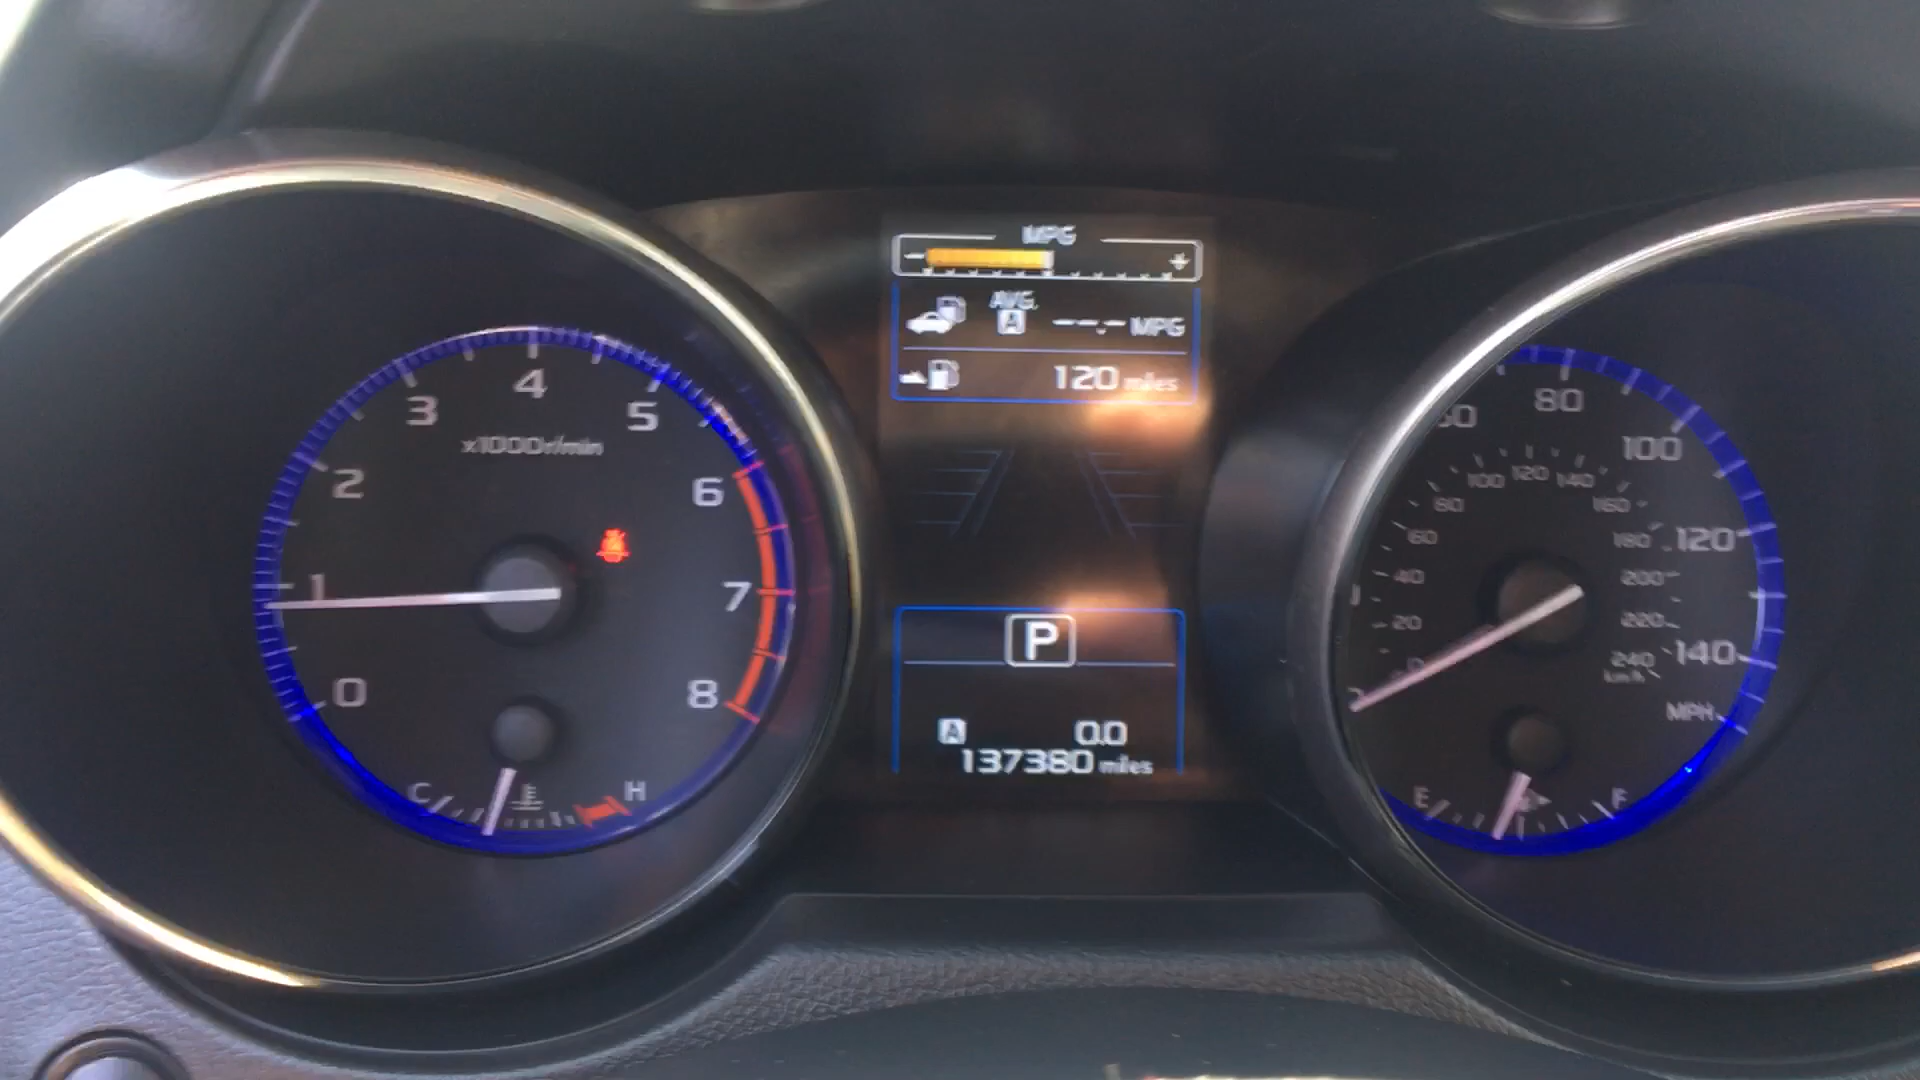 MPG
AVG.
A --.- MPG
120 miles
P
A 0.0
137380 miles
0
1
2
3
4
5
6
7
8
x1000r/min
C
H
80
100
120
140
MPH
0
20
40
60
80
100
120
140
160
180
200
220
240
km/h
E
F